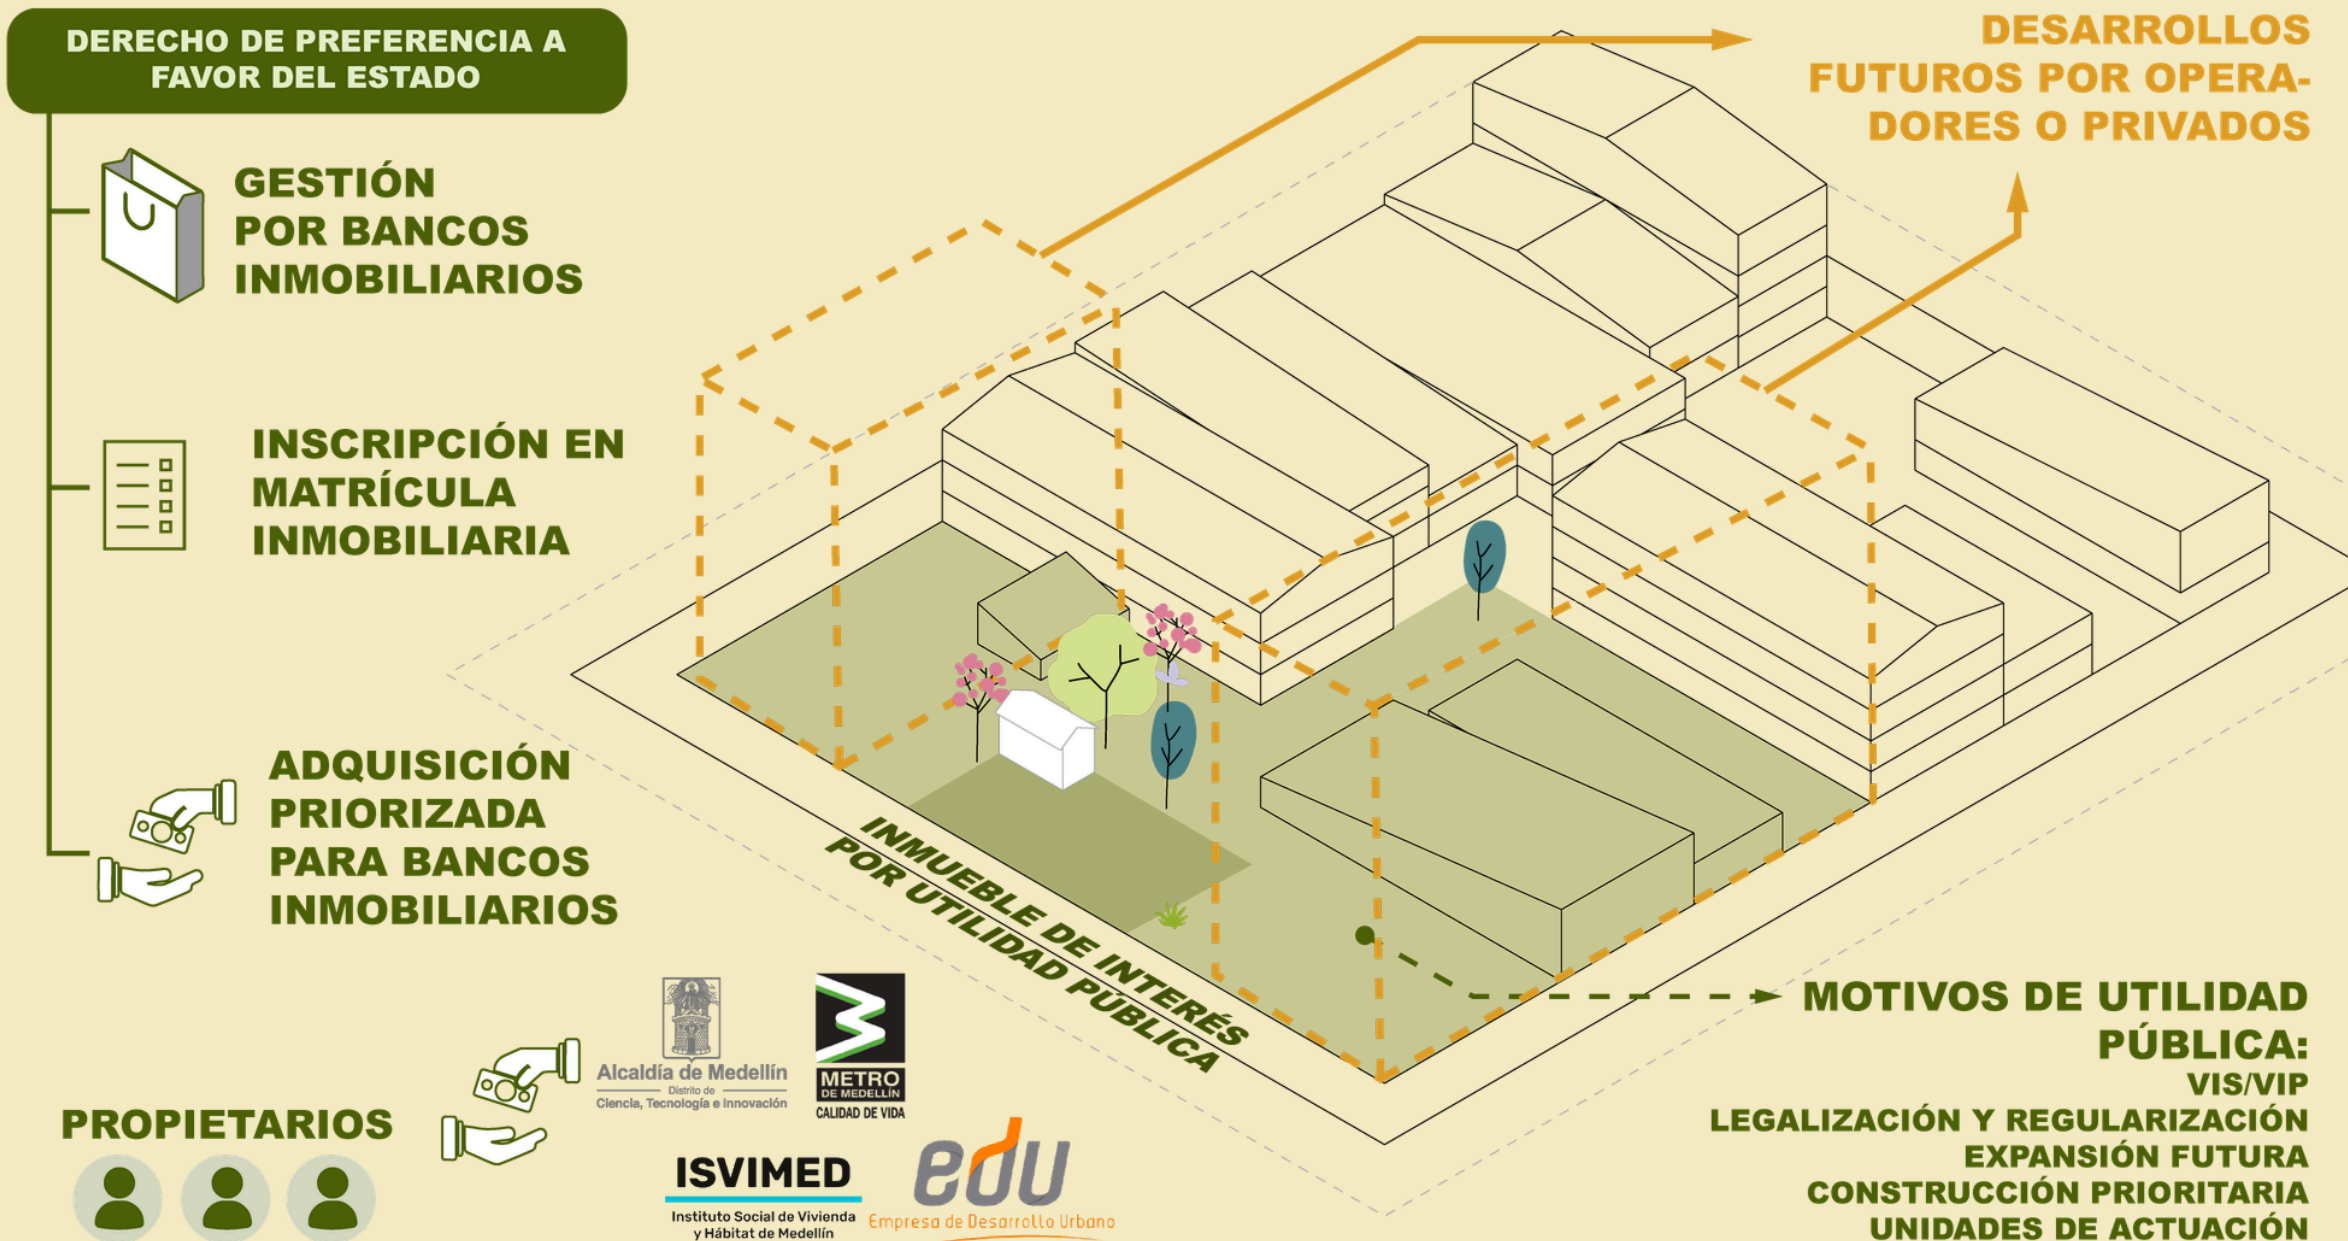 DERECHO DE PREFERENCIA A
FAVOR DEL ESTADO
GESTIÓN
POR BANCOS
INMOBILIARIOS
INSCRIPCIÓN EN
MATRÍCULA
INMOBILIARIA
ADQUISICIÓN
PRIORIZADA
PARA BANCOS
INMOBILIARIOS
PROPIETARIOS
Alcaldía de Medellín
Distrito de
Ciencia, Tecnología e Innovación
METRO
DE MEDELLÍN
CALIDAD DE VIDA
ISVIMED
Instituto Social de Vivienda
y Hábitat de Medellín
edu
Empresa de Desarrollo Urbano
INMUEBLE DE INTERÉS
POR UTILIDAD PÚBLICA
DESARROLLOS
FUTUROS POR OPERA-
DORES O PRIVADOS
MOTIVOS DE UTILIDAD
PÚBLICA:
VIS/VIP
LEGALIZACIÓN Y REGULARIZACIÓN
EXPANSIÓN FUTURA
CONSTRUCCIÓN PRIORITARIA
UNIDADES DE ACTUACIÓN